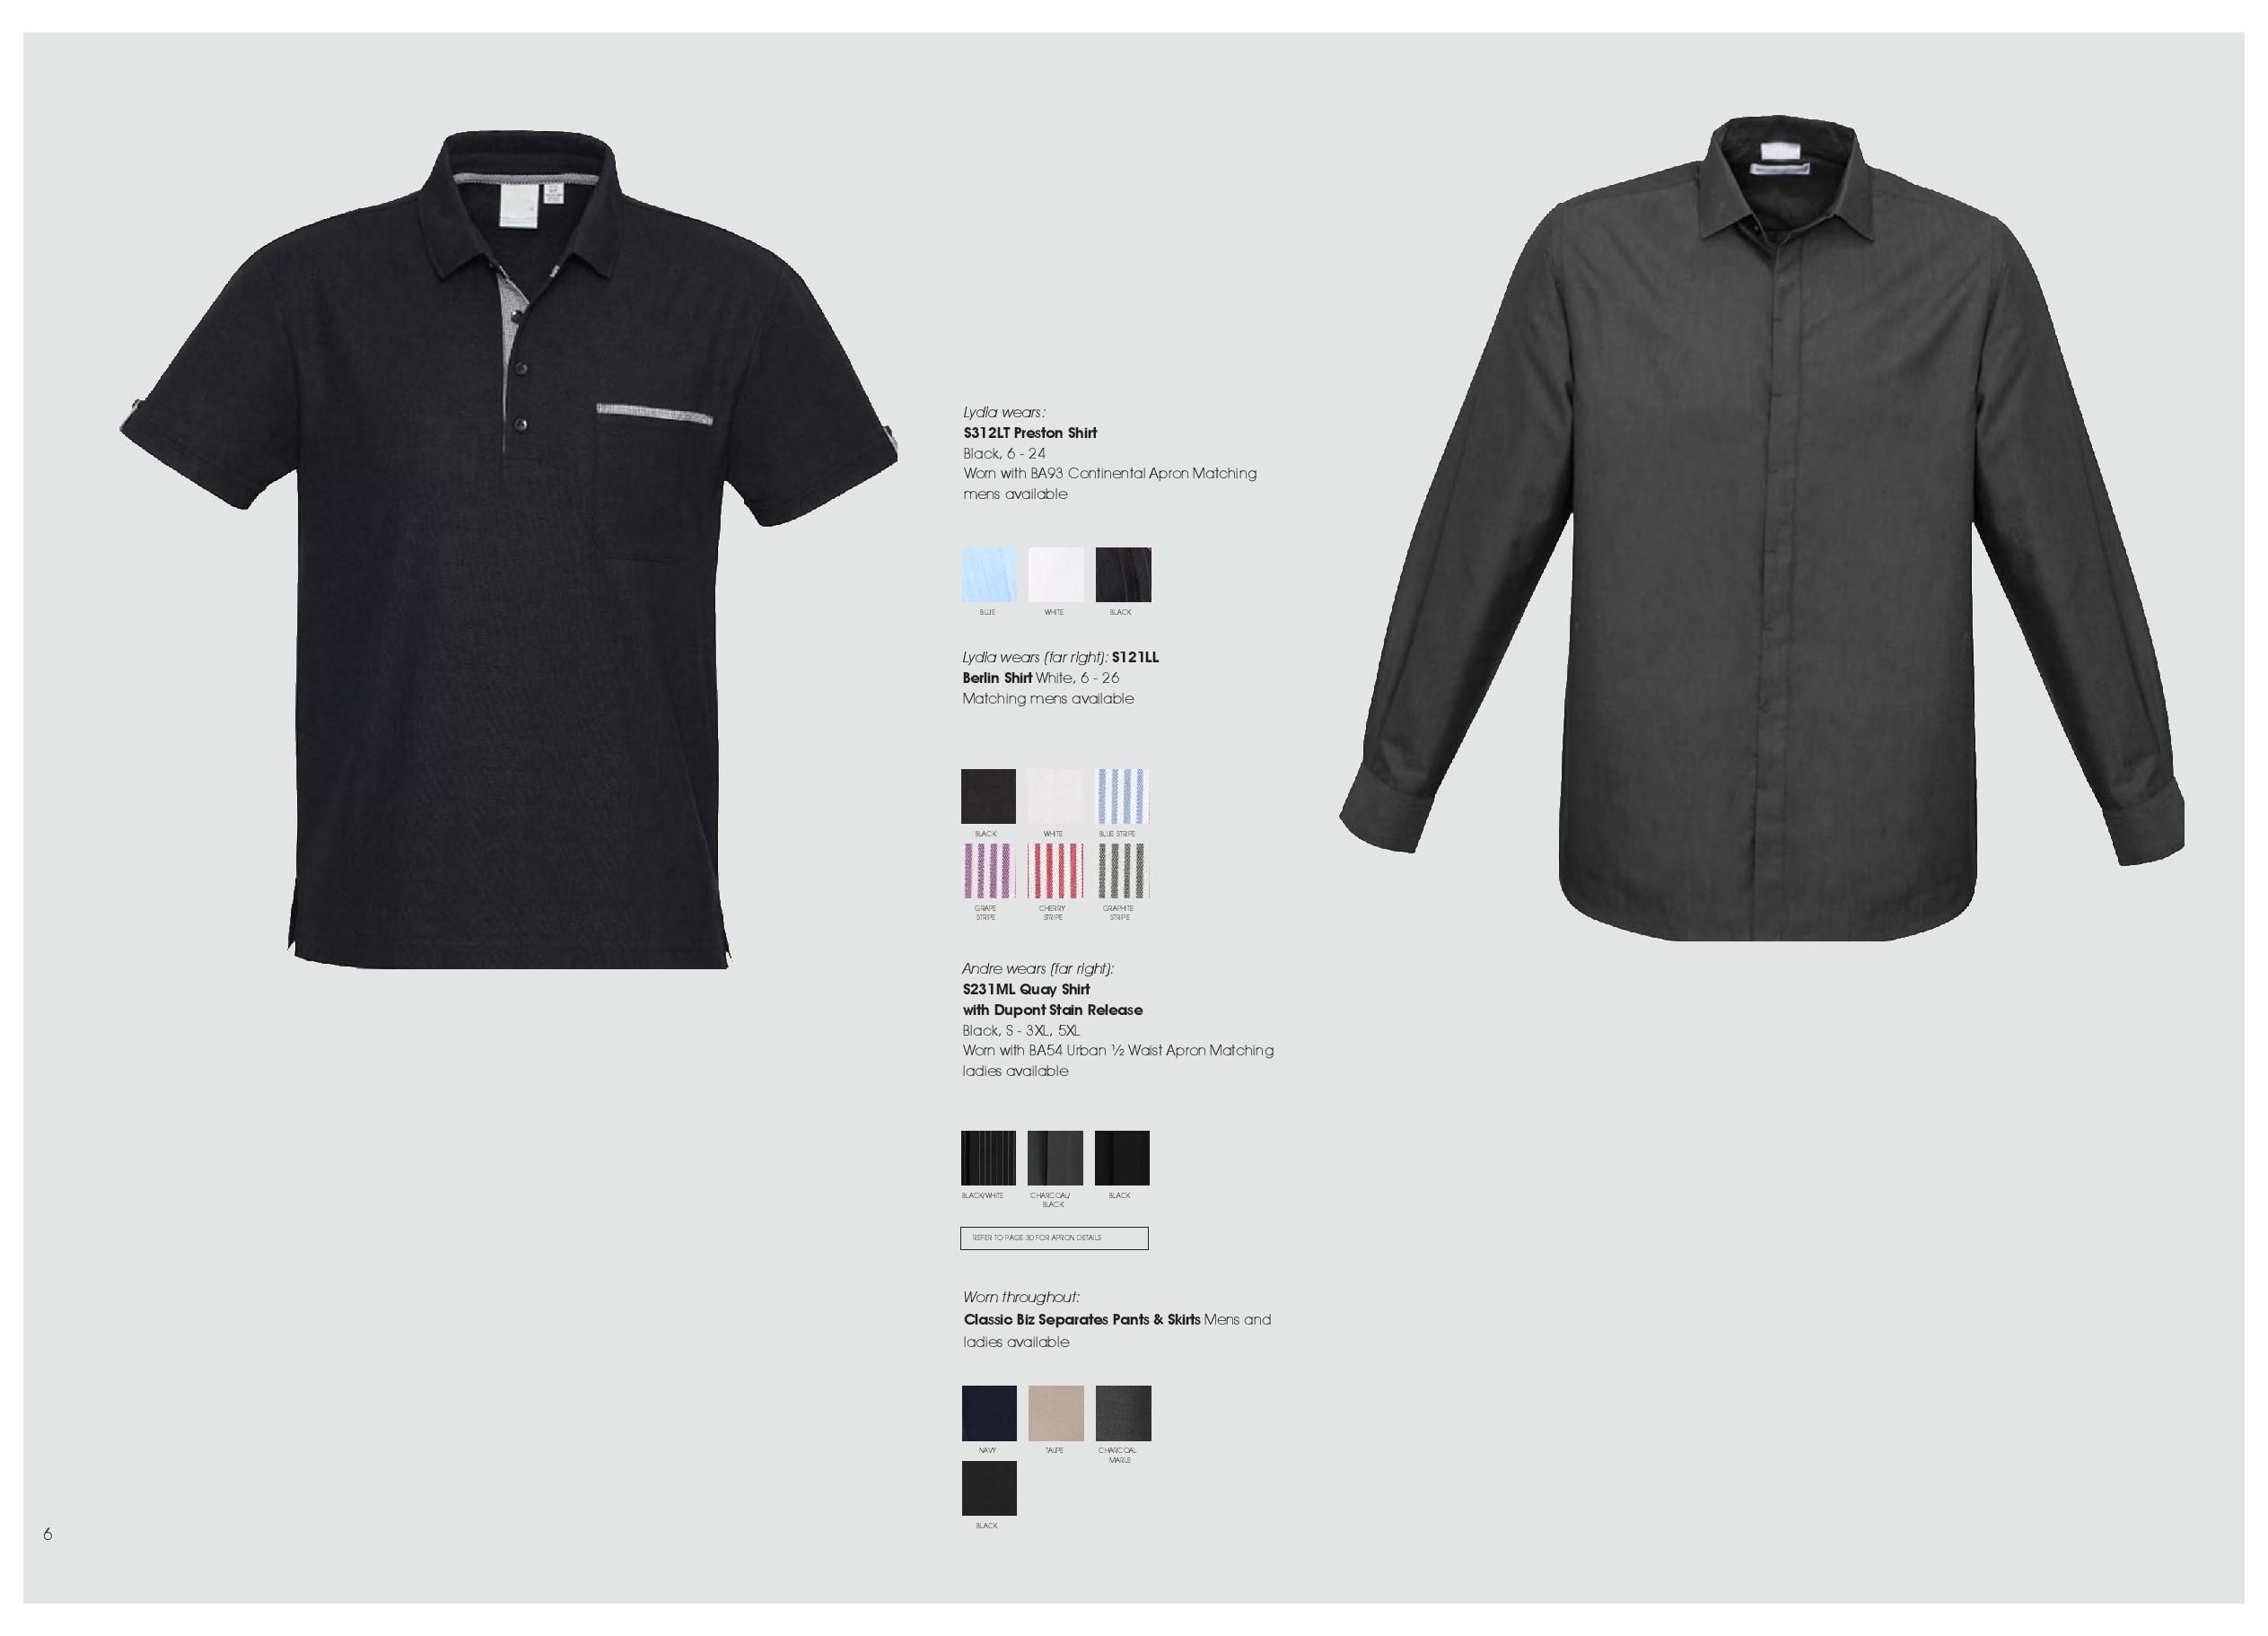 Lydia wears:
S312LT Preston Shirt
Black, 6 - 24
Worn with BA93 Continental Apron Matching
mens available
BLUE WHITE BLACK
Lydia wears (far right): S121LL
Berlin Shirt White, 6 - 26
Matching mens available
BLACK WHITE BLUE STRIPE
GRAPE STRIPE CHERRY STRIPE GRAPHITE STRIPE
Andre wears (far right):
S231ML Quay Shirt
with Dupont Stain Release
Black, S - 3XL, 5XL
Worn with BA54 Urban ½ Waist Apron Matching
ladies available
BLACK/WHITE CHARCOAL/ BLACK BLACK
REFER TO PAGE 30 FOR APRON DETAILS
Worn throughout:
Classic Biz Separates Pants & Skirts Mens and
ladies available
NAVY TAUPE CHARCOAL MARLE
BLACK
6